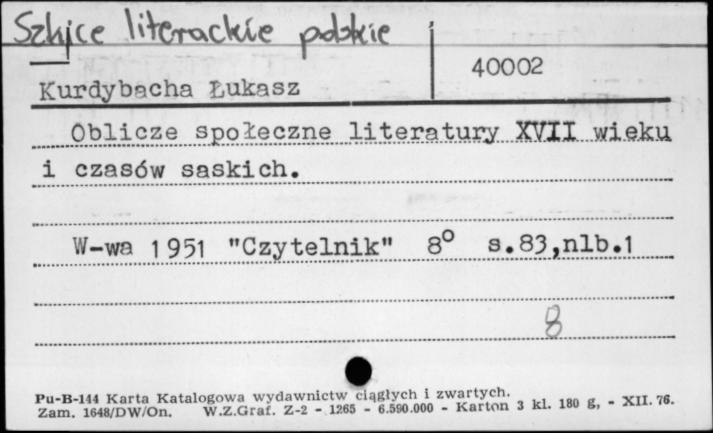 Szkice literackie polskie
40002
Kurdybacha Łukasz
Oblicze społeczne literatury XVII wieku
i czasów saskich.
W-wa 1951 "Czytelnik" 8° s.83,nlb.1
8
Pu-B-144 Karta Katalogowa wydawnictw ciągłych i zwartych.
Zam. 1648/DW/On. W.Z.Graf. Z-2 - 1265 - 6.590.000 - Karton 3 kl. 180 g, - XII. 76.